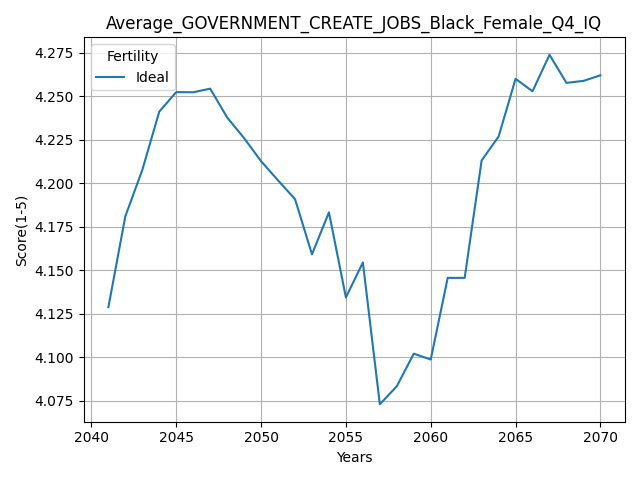 Average_GOVERNMENT_CREATE_JOBS_Black_Female_Q4_IQ
Fertility
Ideal
4.275
4.250
4.225
4.200
4.175
4.150
4.125
4.100
4.075
Score(1-5)
2040 2045 2050 2055 2060 2065 2070
Years